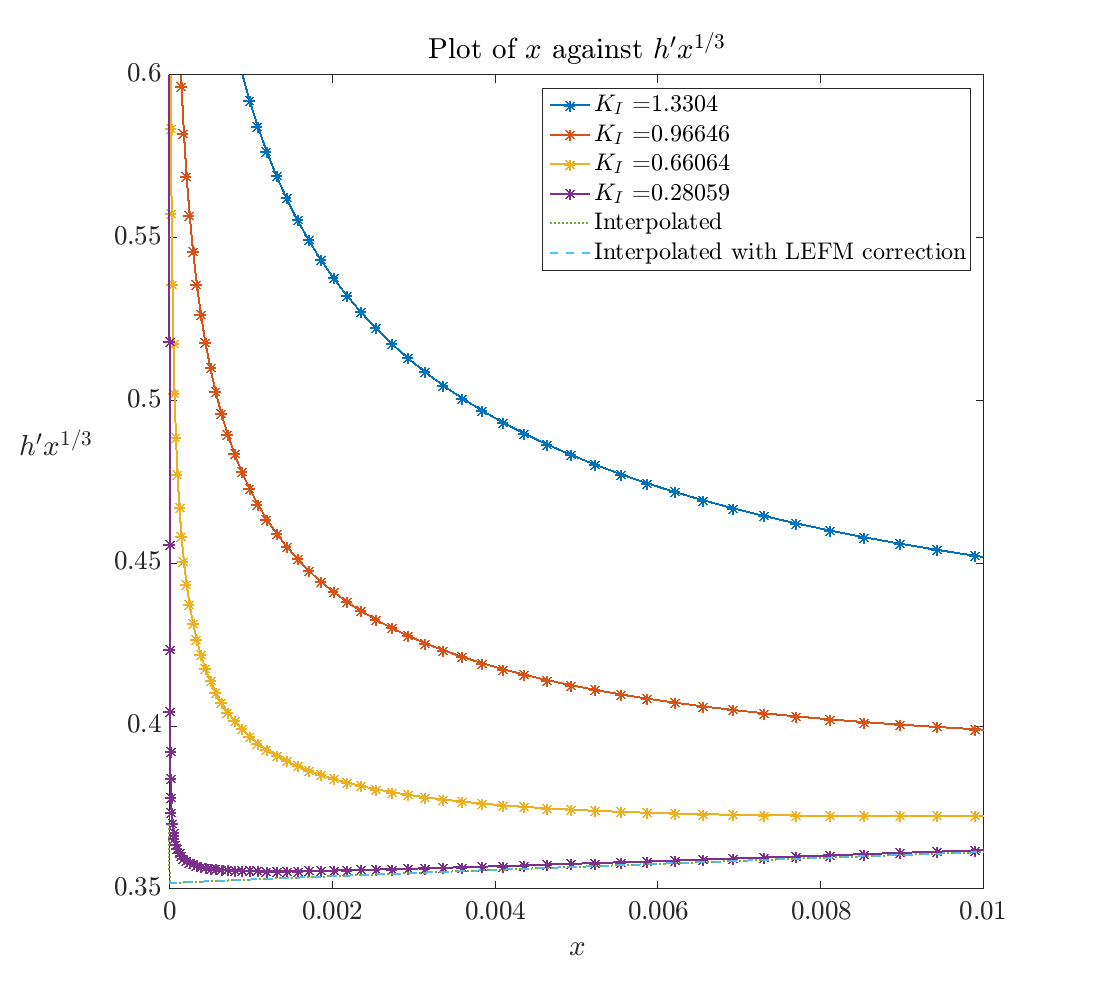 Plot of x against h′x^{1/3}
0.6
0.55
0.5
0.45
0.4
0.35
h′x^{1/3}
K_I =1.3304
K_I =0.96646
K_I =0.66064
K_I =0.28059
Interpolated
Interpolated with LEFM correction
0 0.002 0.004 0.006 0.008 0.01
x